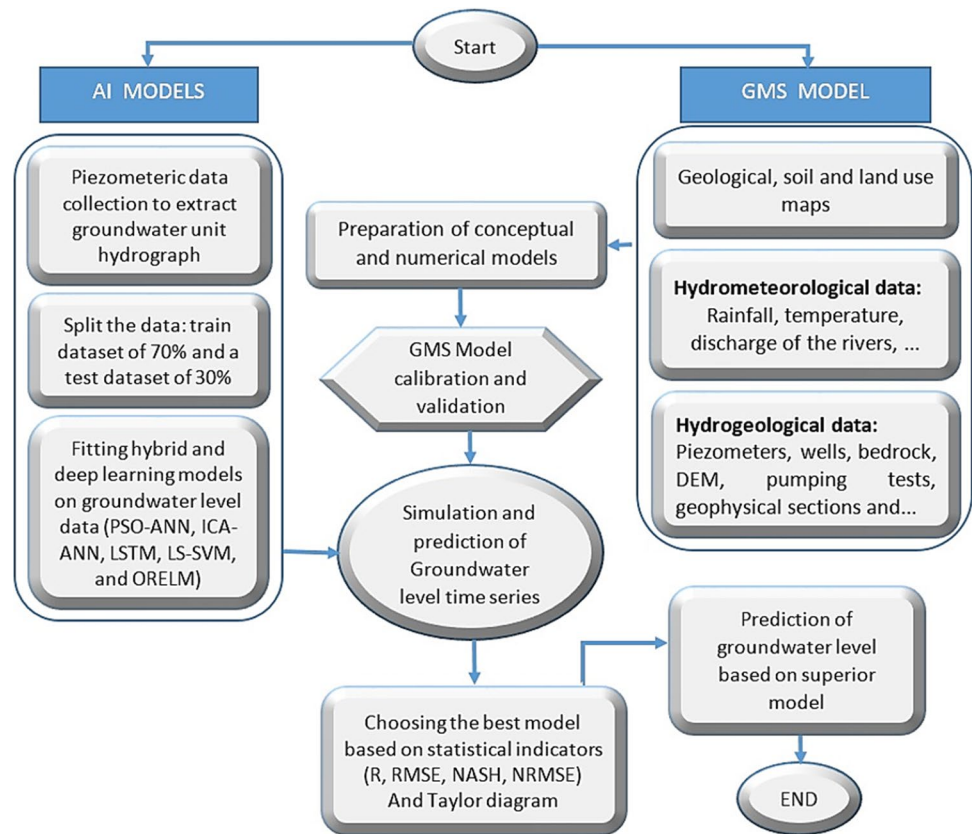 Start
AI MODELS
Piezometeric data
collection to extract
groundwater unit
hydrograph
Split the data: train
dataset of 70% and a
test dataset of 30%
Fitting hybrid and
deep learning models
on groundwater level
data (PSO-ANN, ICA-
ANN, LSTM, LS-SVM,
and ORELM)
GMS MODEL
Geological, soil and land use
maps
Hydrometeorological data:
Rainfall, temperature,
discharge of the rivers, ...
Hydrogeological data:
Piezometers, wells, bedrock,
DEM, pumping tests,
geophysical sections and...
Preparation of conceptual
and numerical models
GMS Model
calibration and
validation
Simulation and
prediction of
Groundwater
level time series
Choosing the best model
based on statistical indicators
(R, RMSE, NASH, NRMSE)
And Taylor diagram
Prediction of
groundwater level
based on superior
model
END